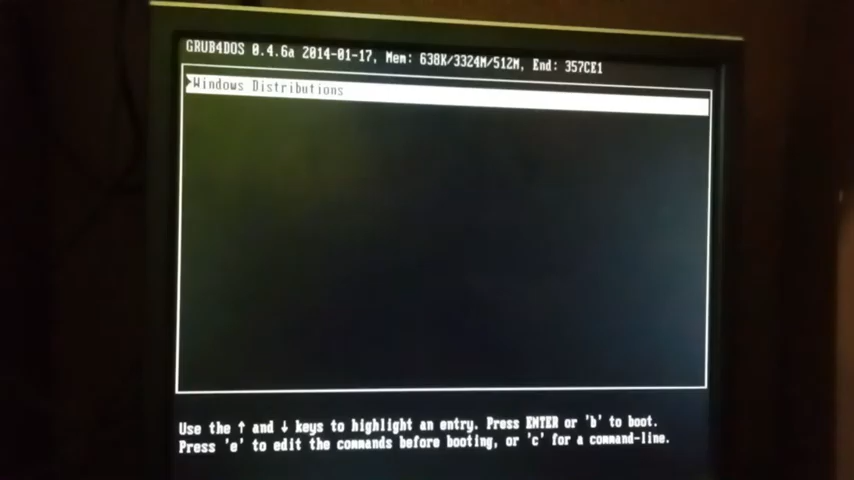 GRUB4DOS 0.4.6a 2014-01-17, Mem: 638K/3324M/512M, End: 357CE1
Windows Distributions
Use the ↑ and ↓ keys to highlight an entry. Press ENTER or 'b' to boot.
Press 'e' to edit the commands before booting, or 'c' for a command-line.